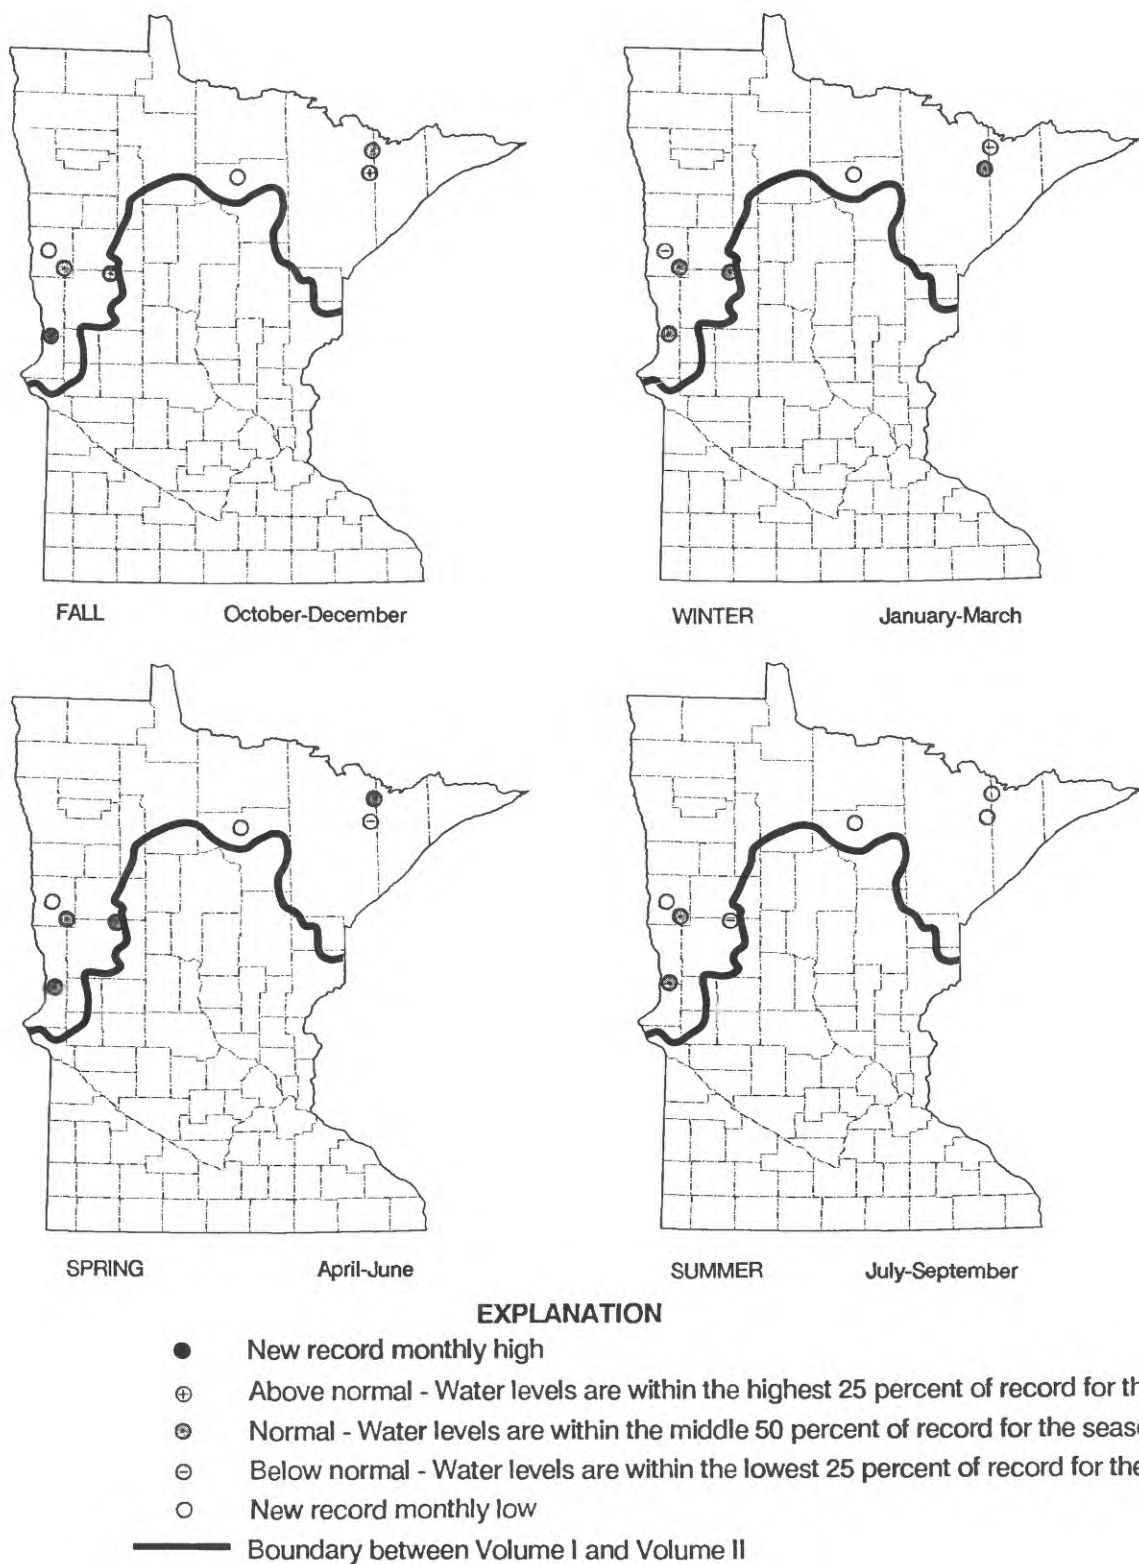 FALL October-December
WINTER January-March
SPRING April-June
SUMMER July-September
EXPLANATION
New record monthly high
Above normal - Water levels are within the highest 25 percent of record for
Normal - Water levels are within the middle 50 percent of record for the
Below normal - Water levels are within the lowest 25 percent of record for the
New record monthly low
Boundary between Volume I and Volume II